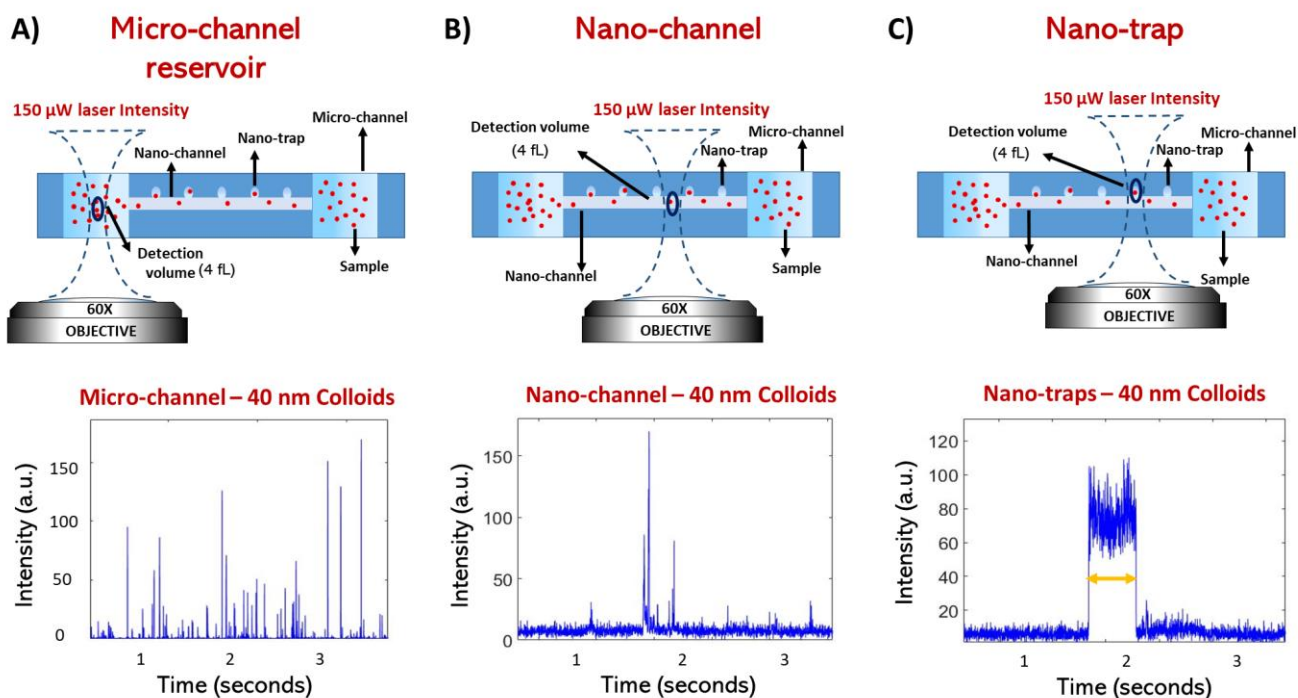 A)
Micro-channel
reservoir
150 µW laser Intensity
Micro-channel
Nano-channel
Nano-trap
Detection
volume (4 fL)
Sample
60X
OBJECTIVE
Micro-channel – 40 nm Colloids
Intensity (a.u.)
150
100
50
0
1 2 3
Time (seconds)
B)
Nano-channel
150 µW laser Intensity
Detection volume
(4 fL)
Micro-channel
Nano-trap
Nano-channel
Sample
60X
OBJECTIVE
Nano-channel – 40 nm Colloids
Intensity (a.u.)
150
100
50
0
1 2 3
Time (seconds)
C)
Nano-trap
150 µW laser Intensity
Detection volume
(4 fL)
Micro-channel
Nano-trap
Nano-channel
Sample
60X
OBJECTIVE
Nano-traps – 40 nm Colloids
Intensity (a.u.)
120
100
80
60
40
20
1 2 3
Time (seconds)